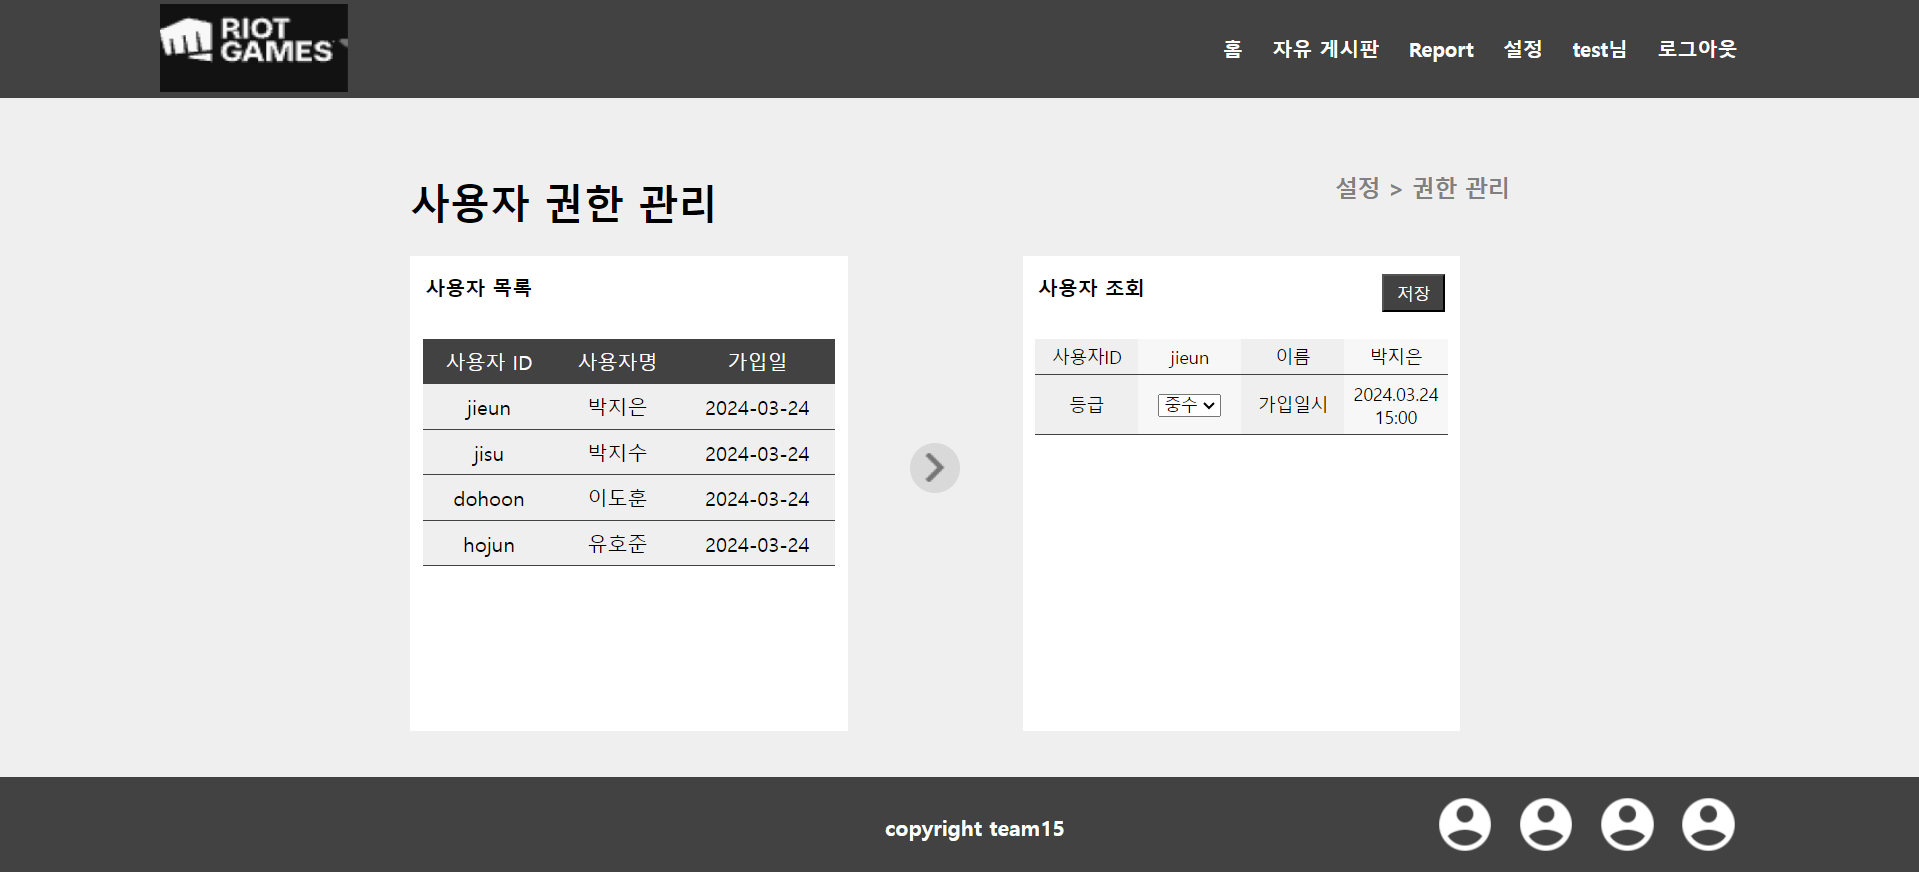 RIOT
GAMES
홈 자유 게시판 Report 설정 test님 로그아웃
사용자 권한 관리
설정 > 권한 관리
사용자 목록
사용자 ID 사용자명 가입일
jieun 박지은 2024-03-24
jisu 박지수 2024-03-24
dohoon 이도훈 2024-03-24
hojun 유호준 2024-03-24
사용자 조회
저장
사용자ID jieun 이름 박지은
등급 중수 가입일시 2024.03.24
15:00
copyright team15